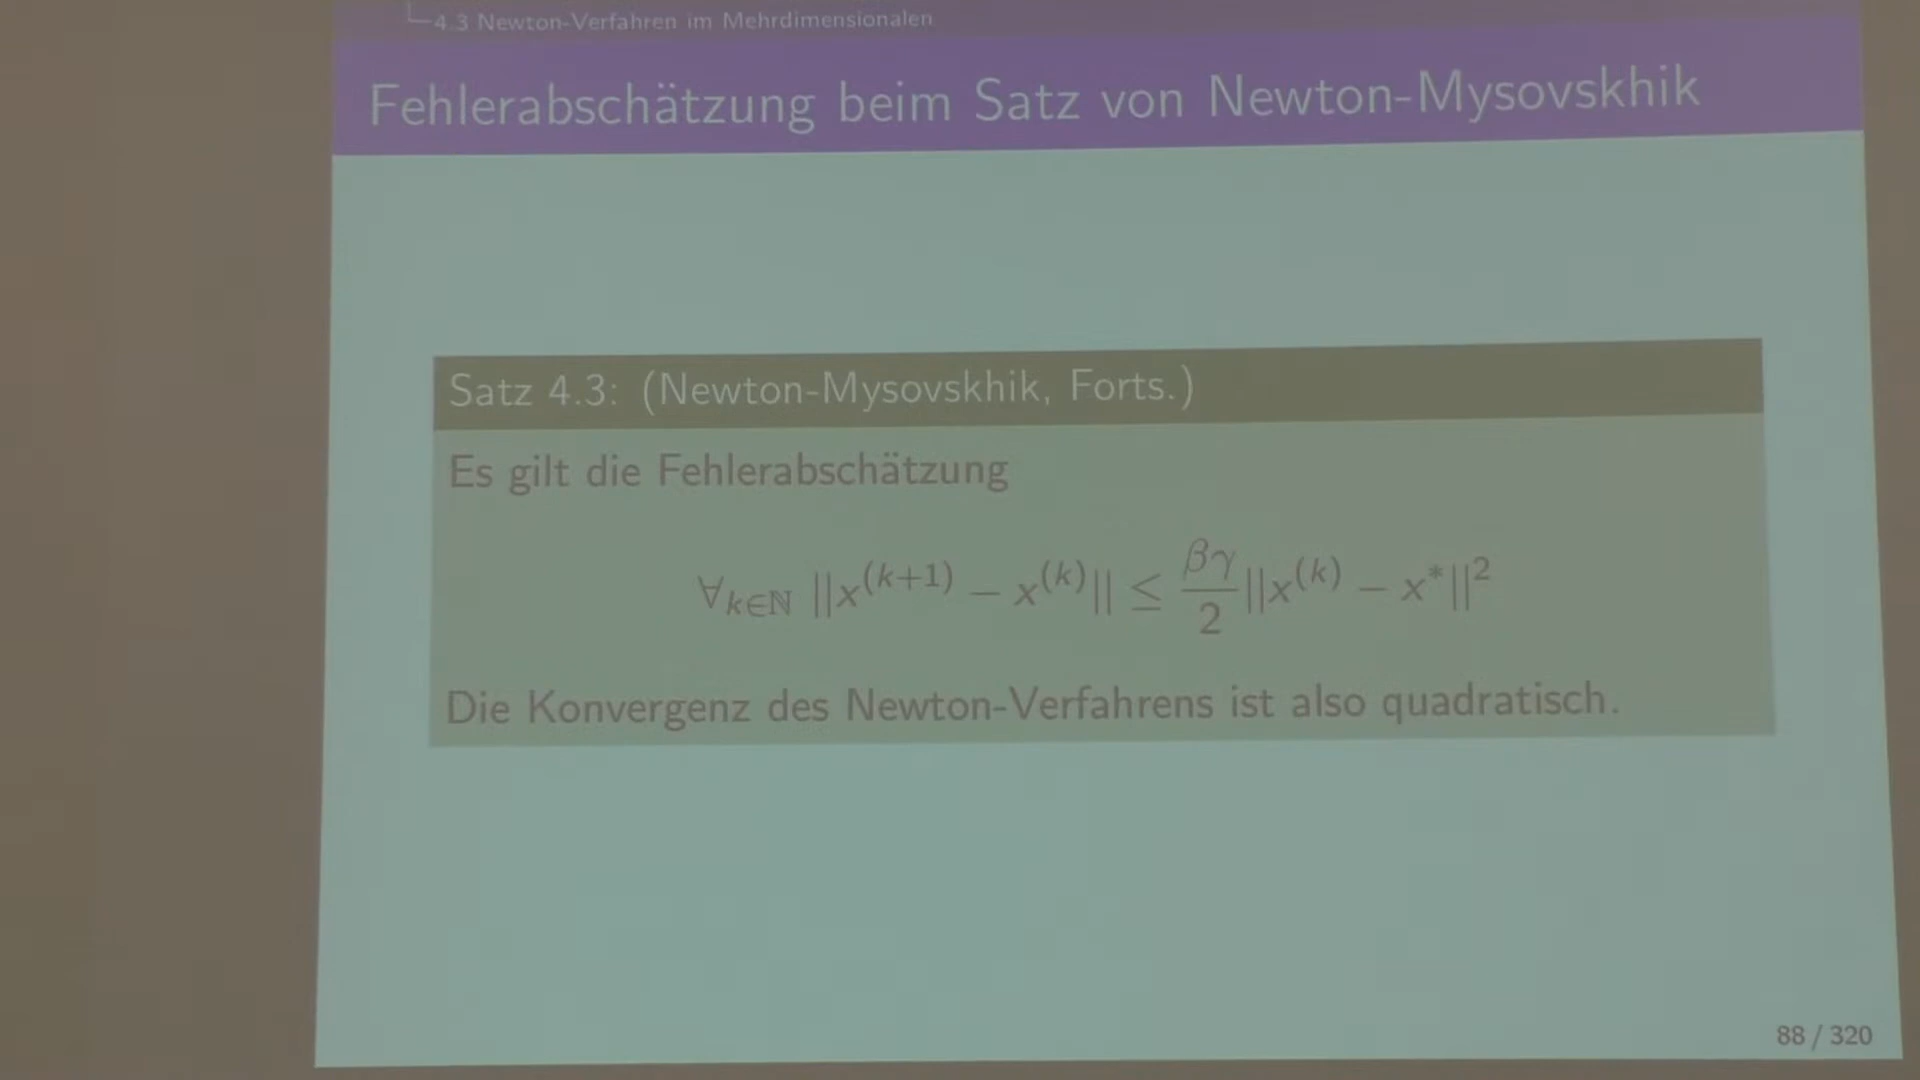 4.3 Newton-Verfahren im Mehrdimensionalen
Fehlerabschätzung beim Satz von Newton-Mysovskhik
Satz 4.3: (Newton-Mysovskhik, Forts.)
Es gilt die Fehlerabschätzung
∀_{k∈ℕ} ||x^{(k+1)} − x^{(k)}|| ≤ \frac{βγ}{2} ||x^{(k)} − x^*||^2
Die Konvergenz des Newton-Verfahrens ist also quadratisch.
88 / 320